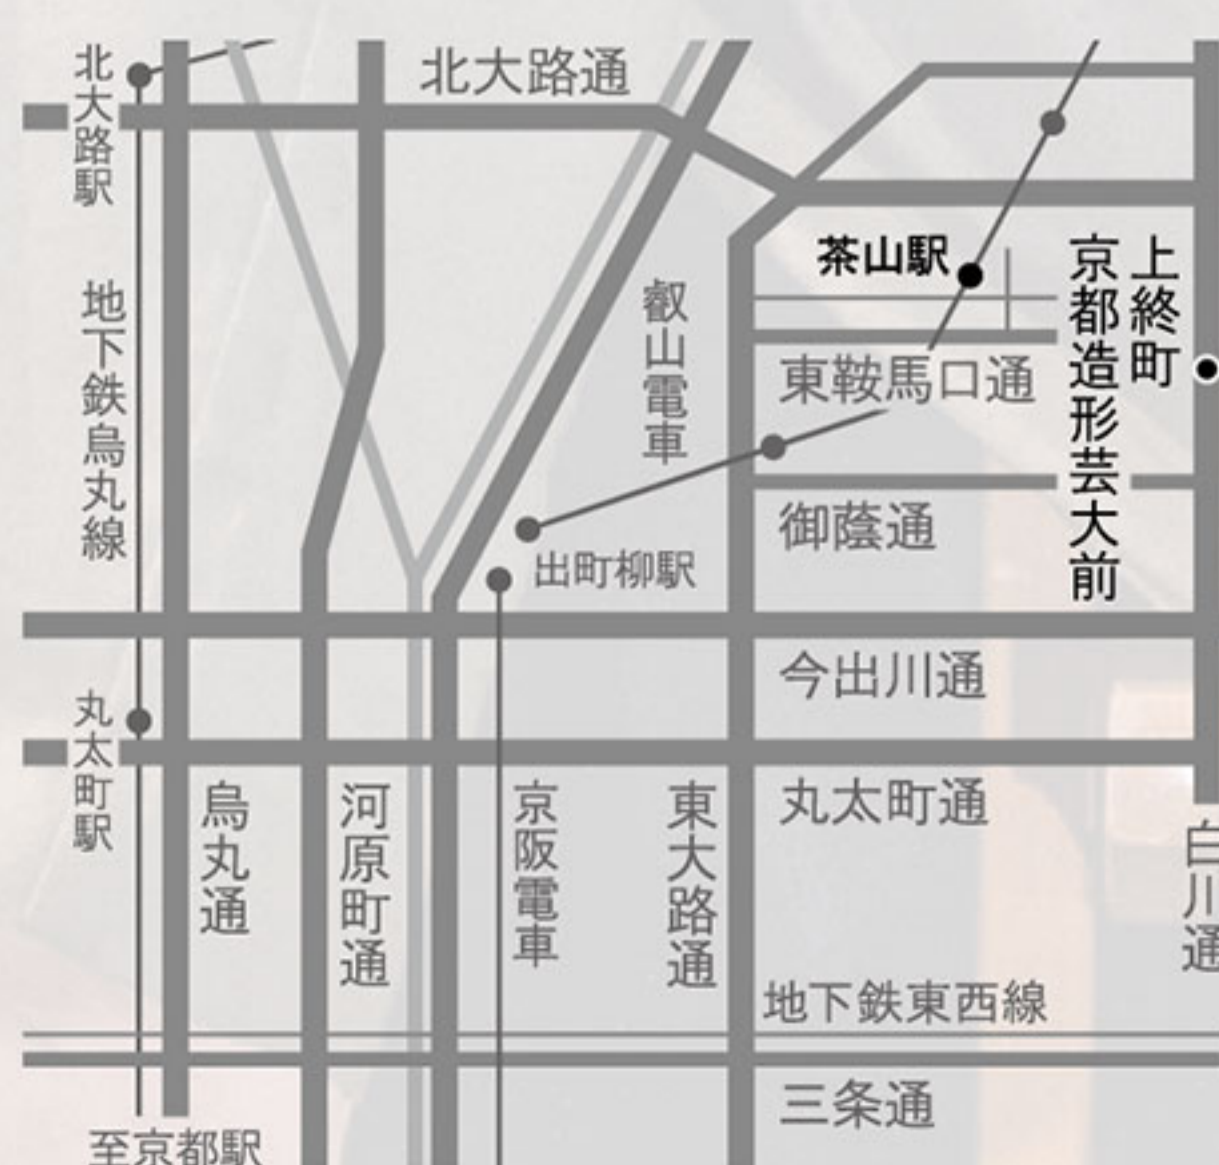 北大路駅
北大路通
地下鉄烏丸線
叡山電車
茶山駅
上終町
京都造形芸大前
東鞍馬口通
御蔭通
出町柳駅
今出川通
丸太町駅
丸太町通
烏丸通
河原町通
京阪電車
東大路通
白川通
地下鉄東西線
三条通
至京都駅